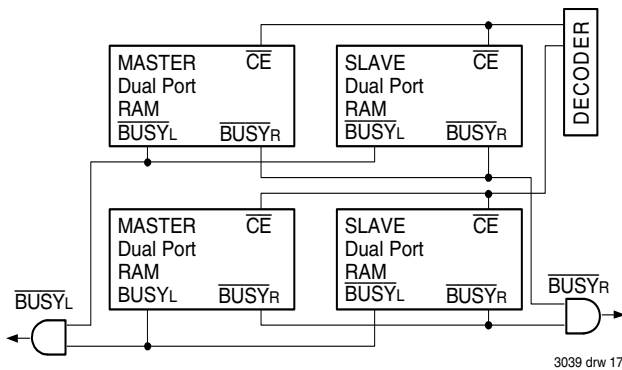 MASTER
Dual Port
RAM
CE
BUSYL
BUSYR
SLAVE
Dual Port
RAM
CE
BUSYL
BUSYR
DECODER
MASTER
Dual Port
RAM
CE
BUSYL
BUSYR
SLAVE
Dual Port
RAM
CE
BUSYL
BUSYR
BUSYL
BUSYR
3039 drw 17